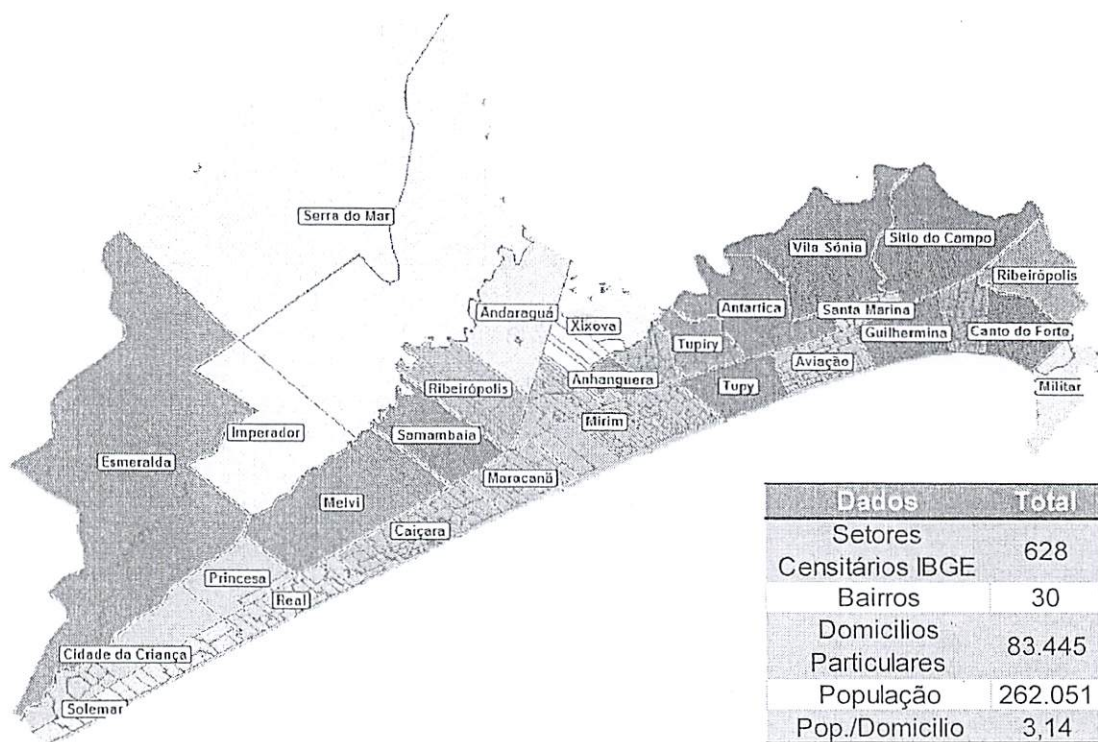 Serra do Mar
Vila Sônia
Sitio do Campo
Ribeirópolis
Andaraguá
Antartica
Santa Marina
Xixova
Guilhermina
Canto do Forte
Tupiry
Aviação
Ribeirópolis
Anhanguera
Tupy
Militar
Mirim
Imperador
Samambaia
Esmeralda
Maracanã
Melvi
Caiçara
Princesa
Real
Cidade da Criança
Solemar
Dados Total
Setores
Censitários IBGE 628
Bairros 30
Domicilios
Particulares 83.445
População 262.051
Pop./Domicilio 3,14